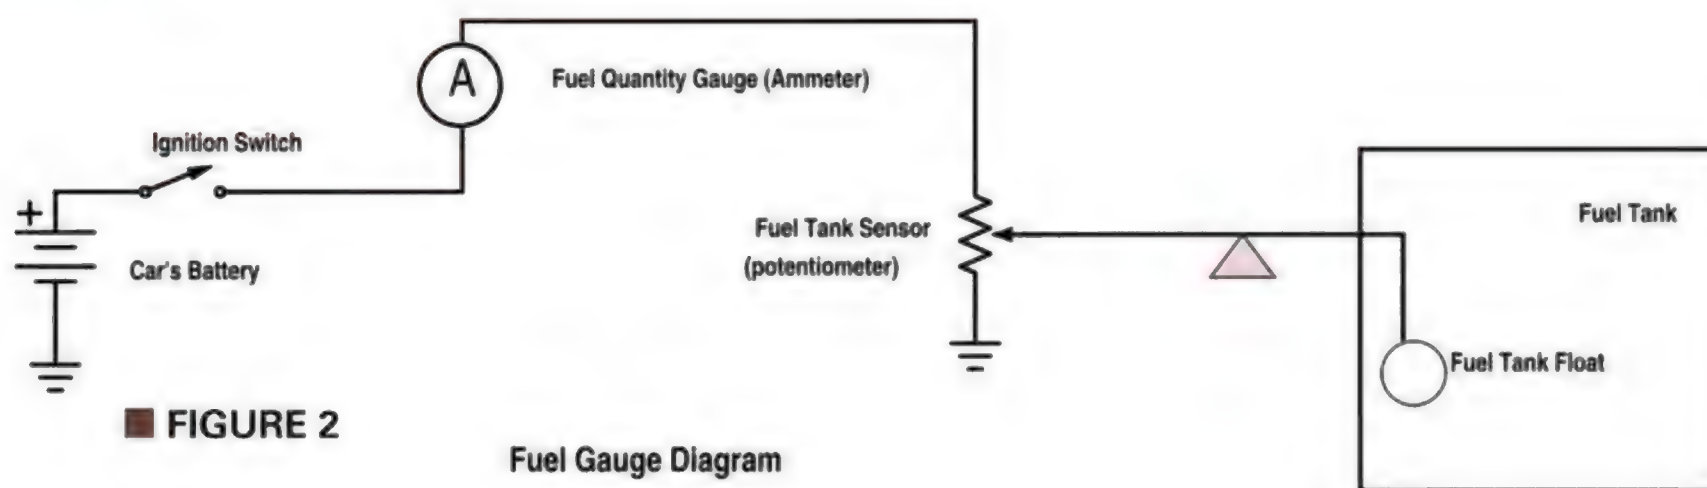 A
Fuel Quantity Gauge (Ammeter)
Ignition Switch
+
Fuel Tank
Fuel Tank Sensor
(potentiometer)
Car's Battery
Fuel Tank Float
FIGURE 2
Fuel Gauge Diagram